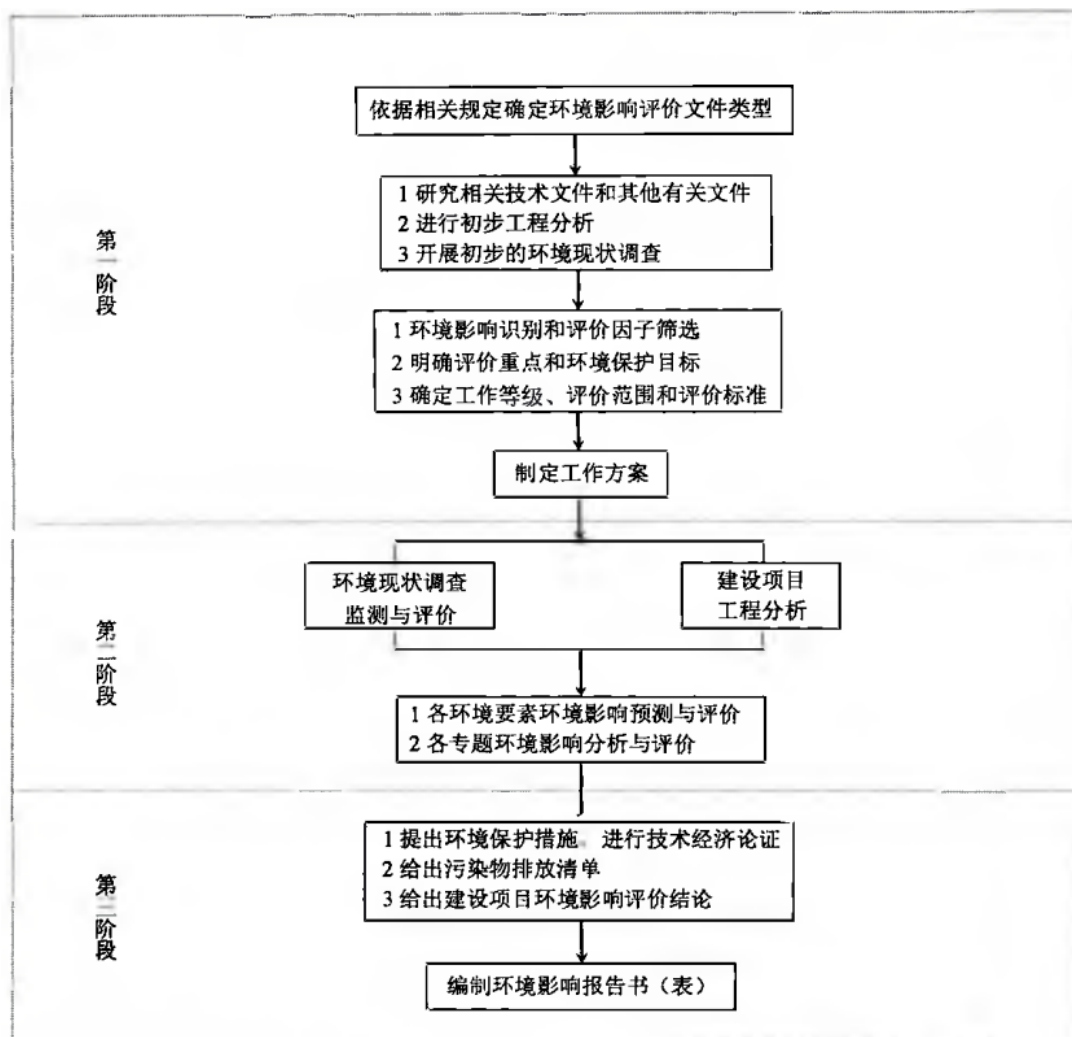 依据相关规定确定环境影响评价文件类型
1 研究相关技术文件和其他有关文件
2 进行初步工程分析
3 开展初步的环境现状调查
第一阶段
1 环境影响识别和评价因子筛选
2 明确评价重点和环境保护目标
3 确定工作等级、评价范围和评价标准
制定工作方案
环境现状调查
监测与评价
建设项目
工程分析
第二阶段
1 各环境要素环境影响预测与评价
2 各专题环境影响分析与评价
1 提出环境保护措施，进行技术经济论证
2 给出污染物排放清单
3 给出建设项目环境影响评价结论
第三阶段
编制环境影响报告书（表）